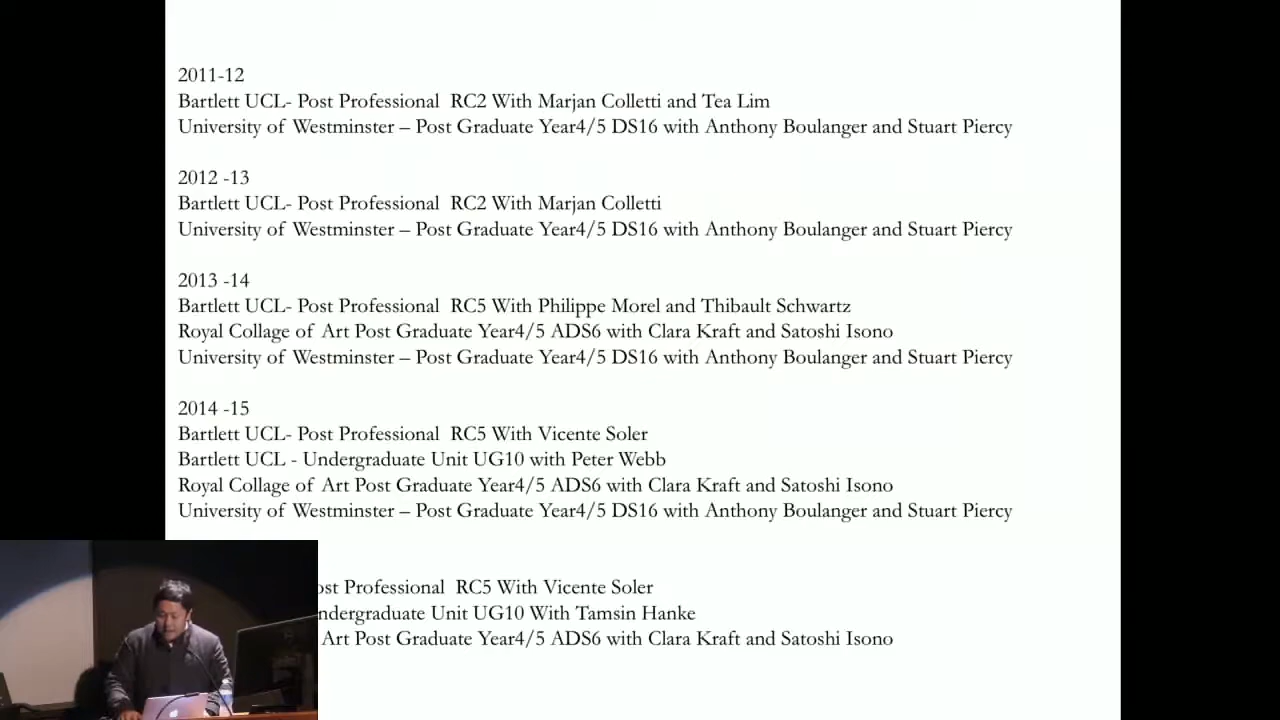 2011-12
Bartlett UCL- Post Professional RC2 With Marjan Colletti and Tea Lim
University of Westminster – Post Graduate Year4/5 DS16 with Anthony Boulanger and Stuart Piercy
2012 -13
Bartlett UCL- Post Professional RC2 With Marjan Colletti
University of Westminster – Post Graduate Year4/5 DS16 with Anthony Boulanger and Stuart Piercy
2013 -14
Bartlett UCL- Post Professional RC5 With Philippe Morel and Thibault Schwartz
Royal Collage of Art Post Graduate Year4/5 ADS6 with Clara Kraft and Satoshi Isono
University of Westminster – Post Graduate Year4/5 DS16 with Anthony Boulanger and Stuart Piercy
2014 -15
Bartlett UCL- Post Professional RC5 With Vicente Soler
Bartlett UCL - Undergraduate Unit UG10 with Peter Webb
Royal Collage of Art Post Graduate Year4/5 ADS6 with Clara Kraft and Satoshi Isono
University of Westminster – Post Graduate Year4/5 DS16 with Anthony Boulanger and Stuart Piercy
ost Professional RC5 With Vicente Soler
ndergraduate Unit UG10 With Tamsin Hanke
Art Post Graduate Year4/5 ADS6 with Clara Kraft and Satoshi Isono